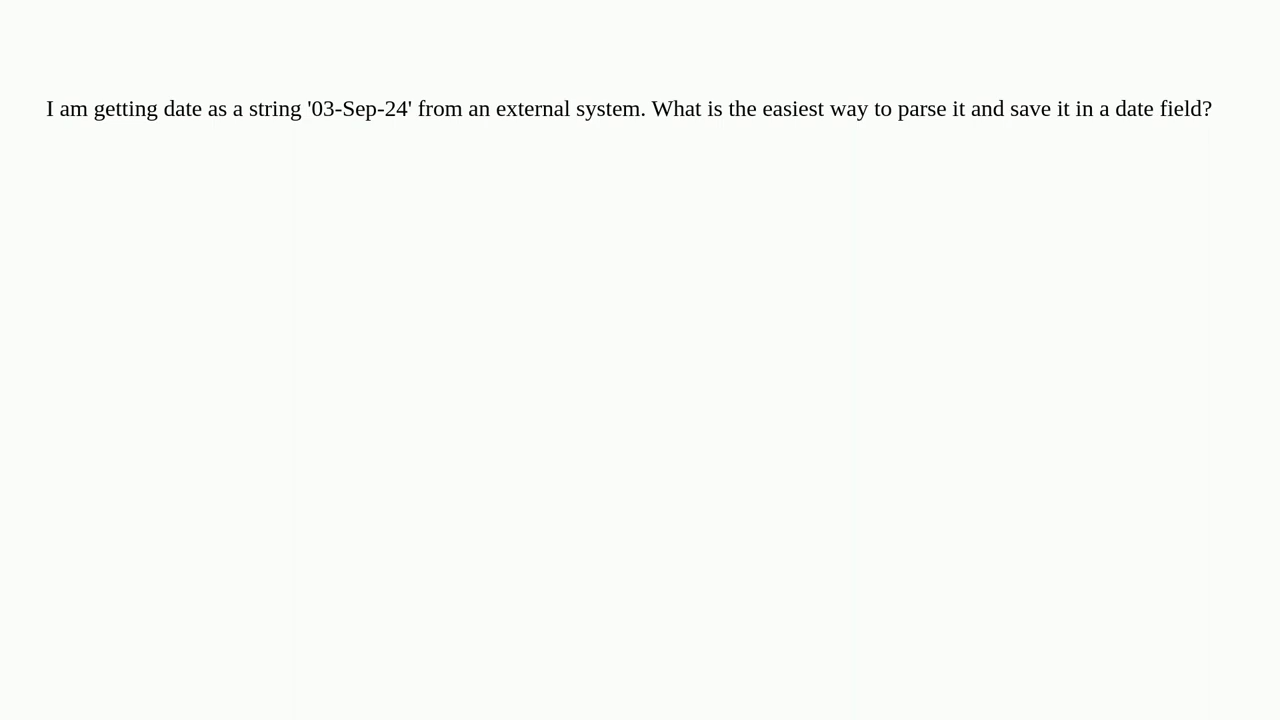 I am getting date as a string '03-Sep-24' from an external system. What is the easiest way to parse it and save it in a date field?